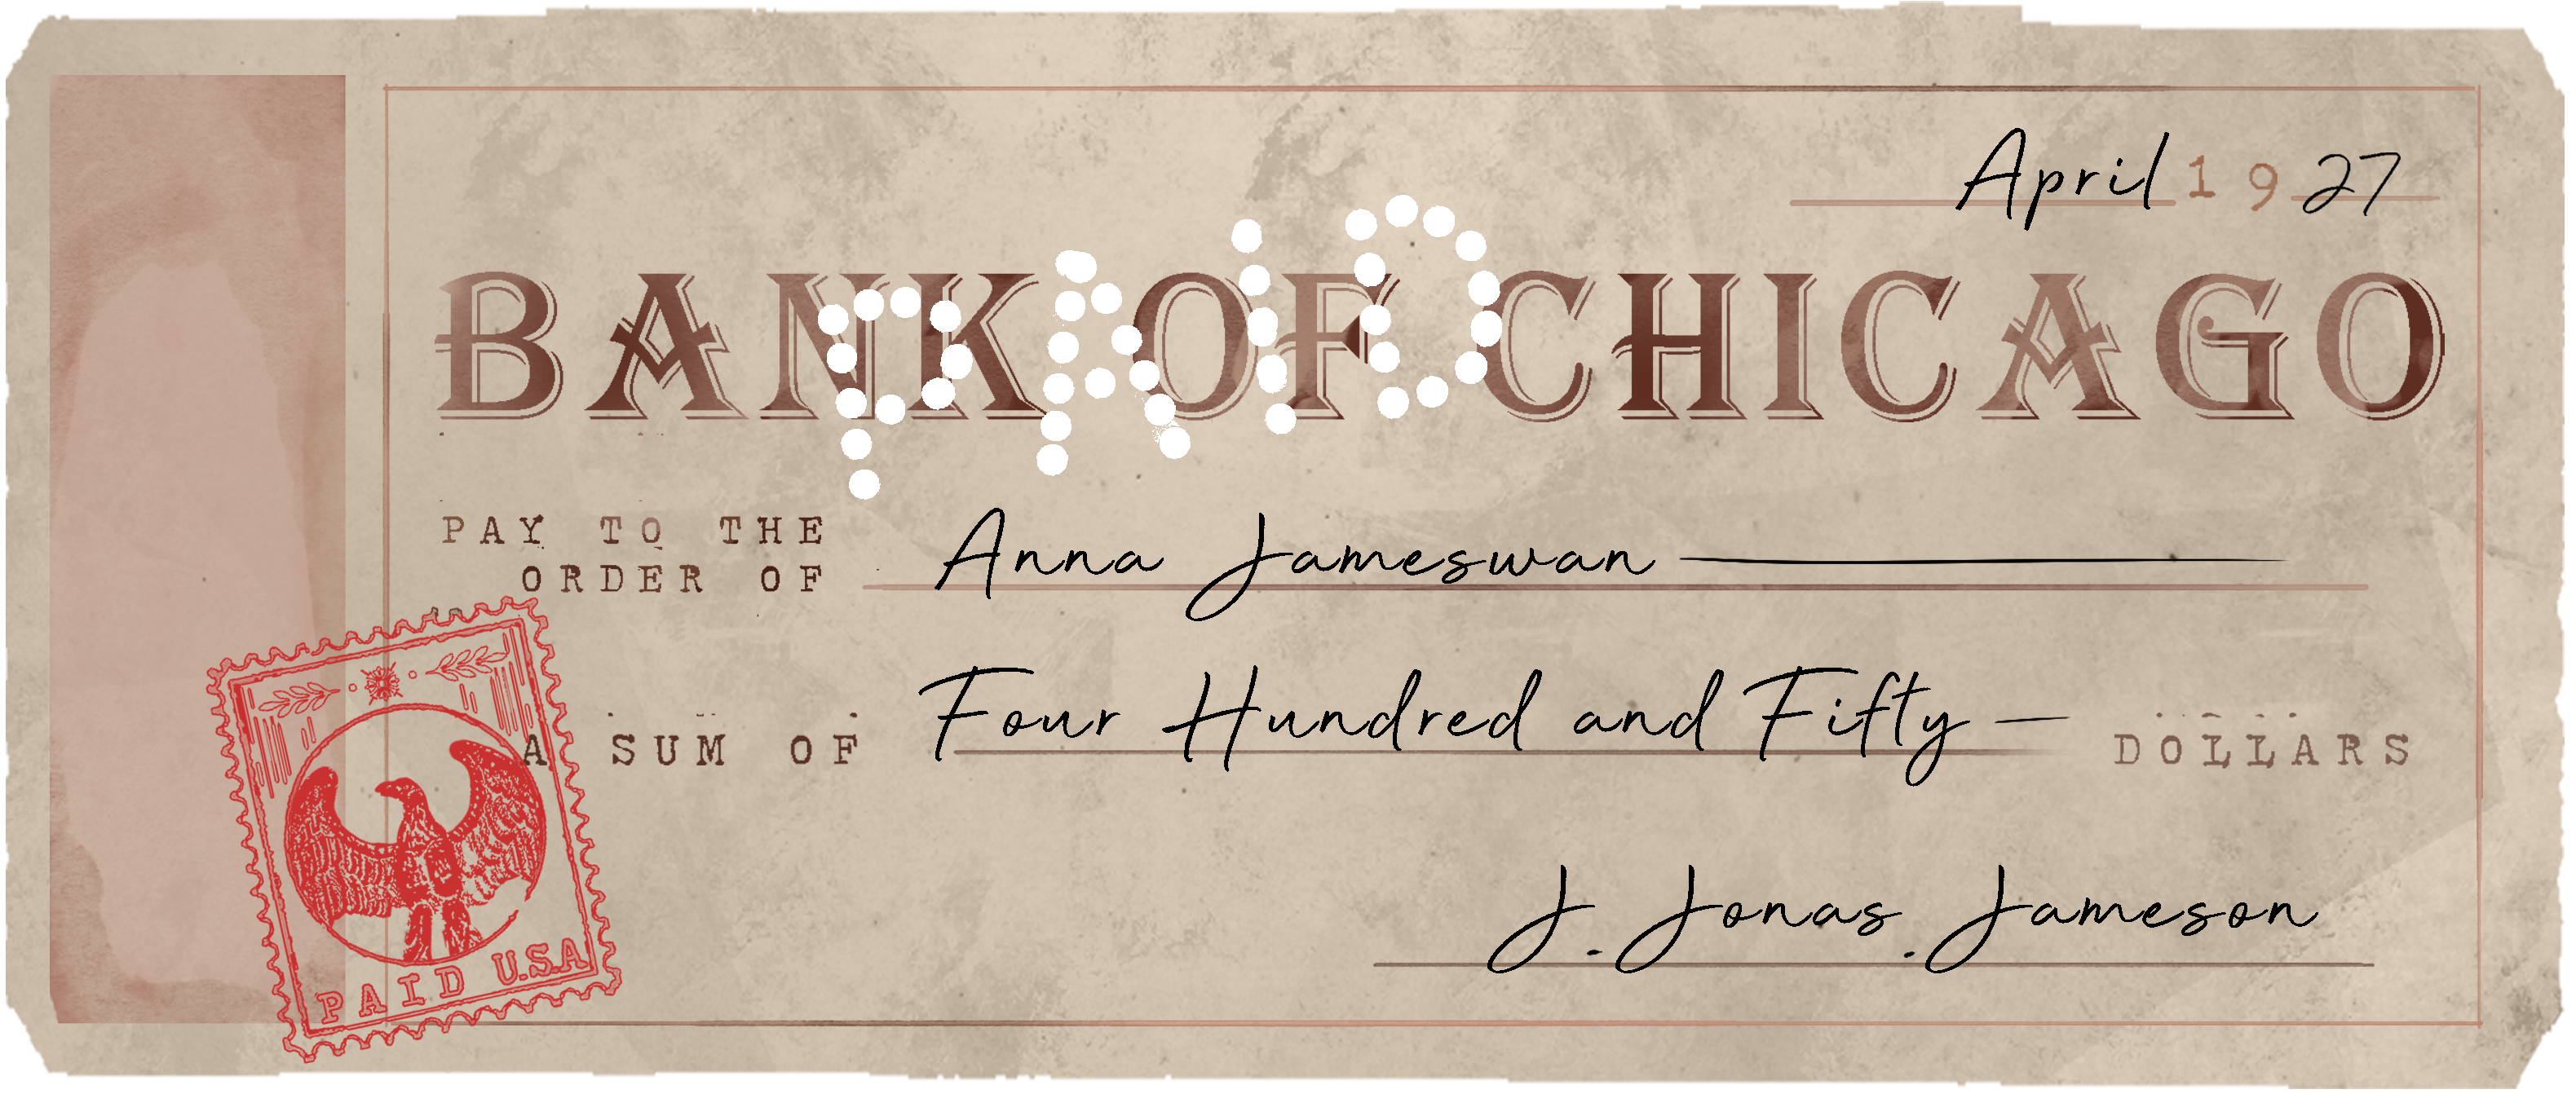 April 1927
BANK OF CHICAGO
PAID
PAY TO THE
ORDER OF
Anna Jameswan
A SUM OF Four Hundred and Fifty — DOLLARS
J. Jonas. Jameson
PAID U.S.A